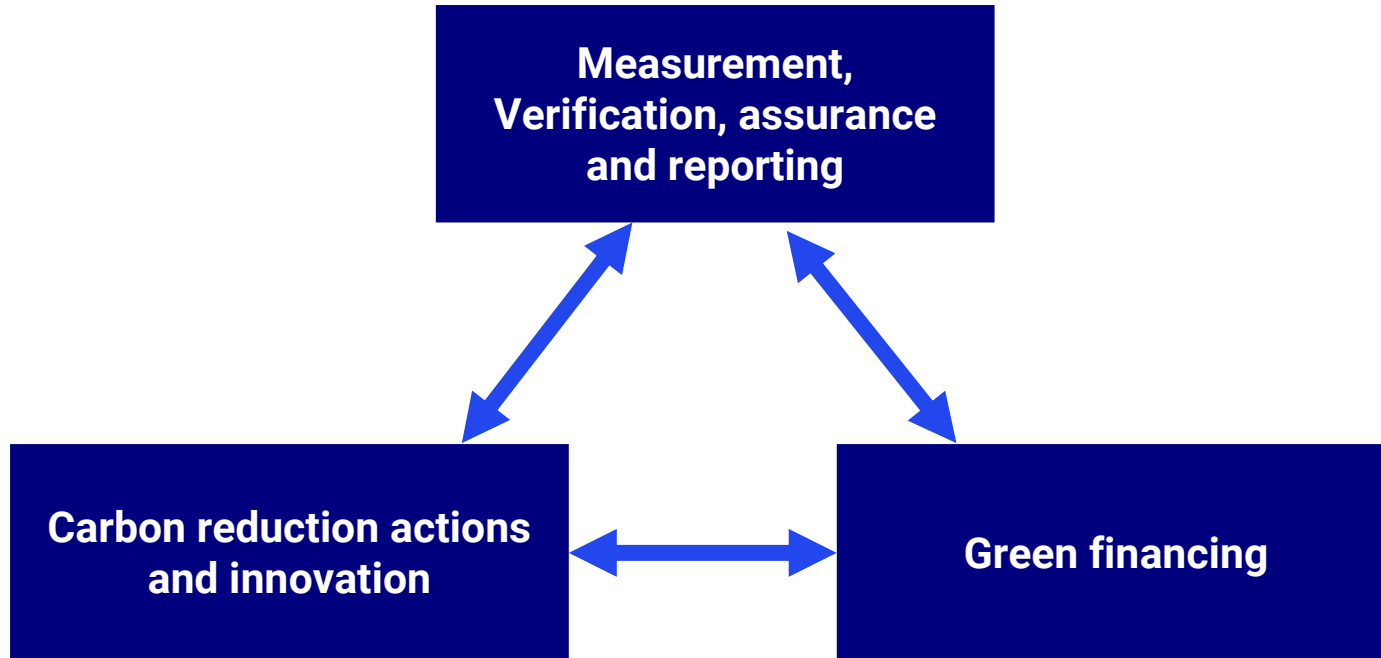 Measurement,
Verification, assurance
and reporting
Carbon reduction actions
and innovation
Green financing